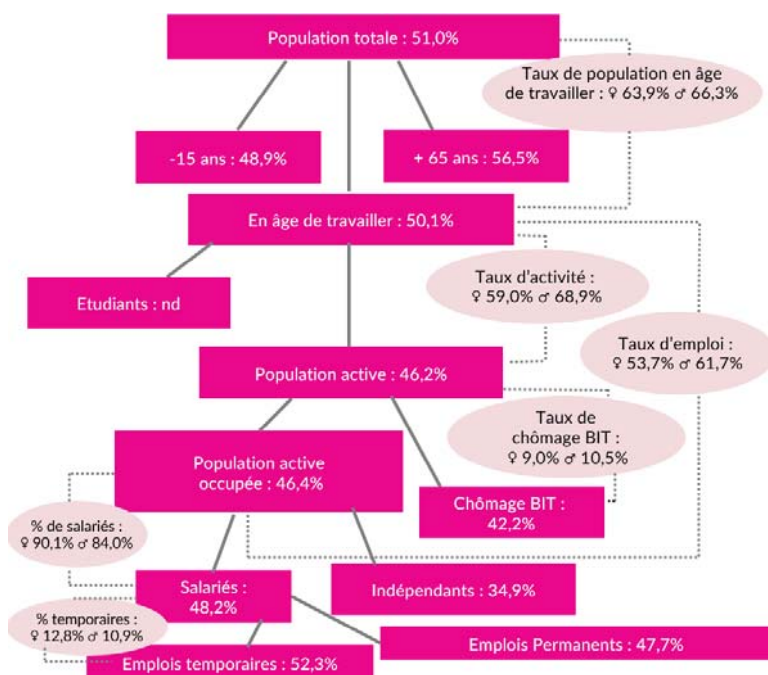 Population totale : 51,0%
Taux de population en âge
de travailler : ♀ 63,9% ♂ 66,3%
-15 ans : 48,9%
+ 65 ans : 56,5%
En âge de travailler : 50,1%
Etudiants : nd
Taux d'activité :
♀ 59,0% ♂ 68,9%
Taux d'emploi :
♀ 53,7% ♂ 61,7%
Population active : 46,2%
Taux de
chômage BIT :
♀ 9,0% ♂ 10,5%
Population active
occupée : 46,4%
Chômage BIT :
42,2%
% de salariés :
♀ 90,1% ♂ 84,0%
Salariés :
48,2%
Indépendants : 34,9%
% temporaires :
♀ 12,8% ♂ 10,9%
Emplois temporaires : 52,3%
Emplois Permanents : 47,7%